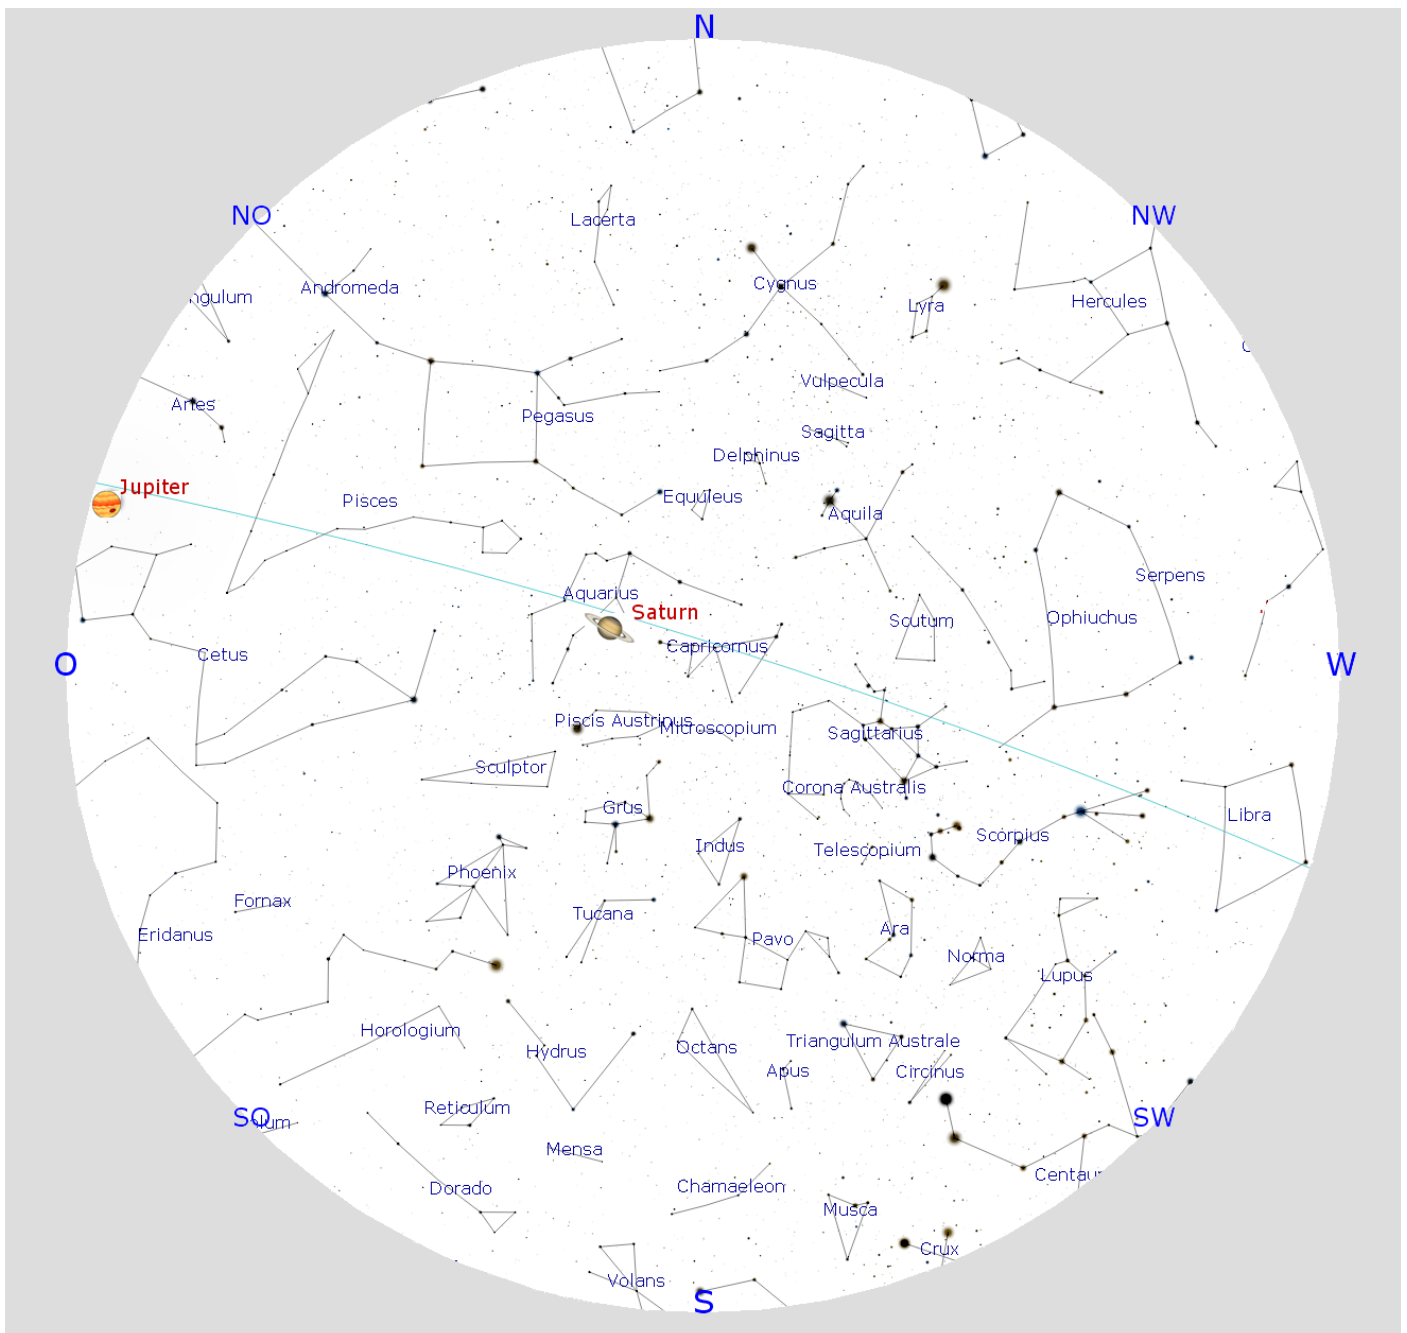 N
NO
NW
Lacerta
Andromeda
Cygnus
ngulum
Lyra
Hercules
Vulpecula
Aries
Pegasus
Sagitta
Delphinus
Jupiter
Pisces
Equuleus
Aquila
Serpens
Aquarius
Saturn
Scutum
Ophiuchus
O
Cetus
Capricornus
W
Piscis Austrinus
Microscopium
Sagittarius
Sculptor
Corona Australis
Grus
Libra
Indus
Telescopium
Scorpius
Phoenix
Fornax
Tucana
Eridanus
Pavo
Ara
Norma
Lupus
Horologium
Hydrus
Octans
Triangulum Australe
Apus
Circinus
Reticulum
SO
lum
SW
Mensa
Dorado
Chamaeleon
Centau
Musca
Crux
Volans
S